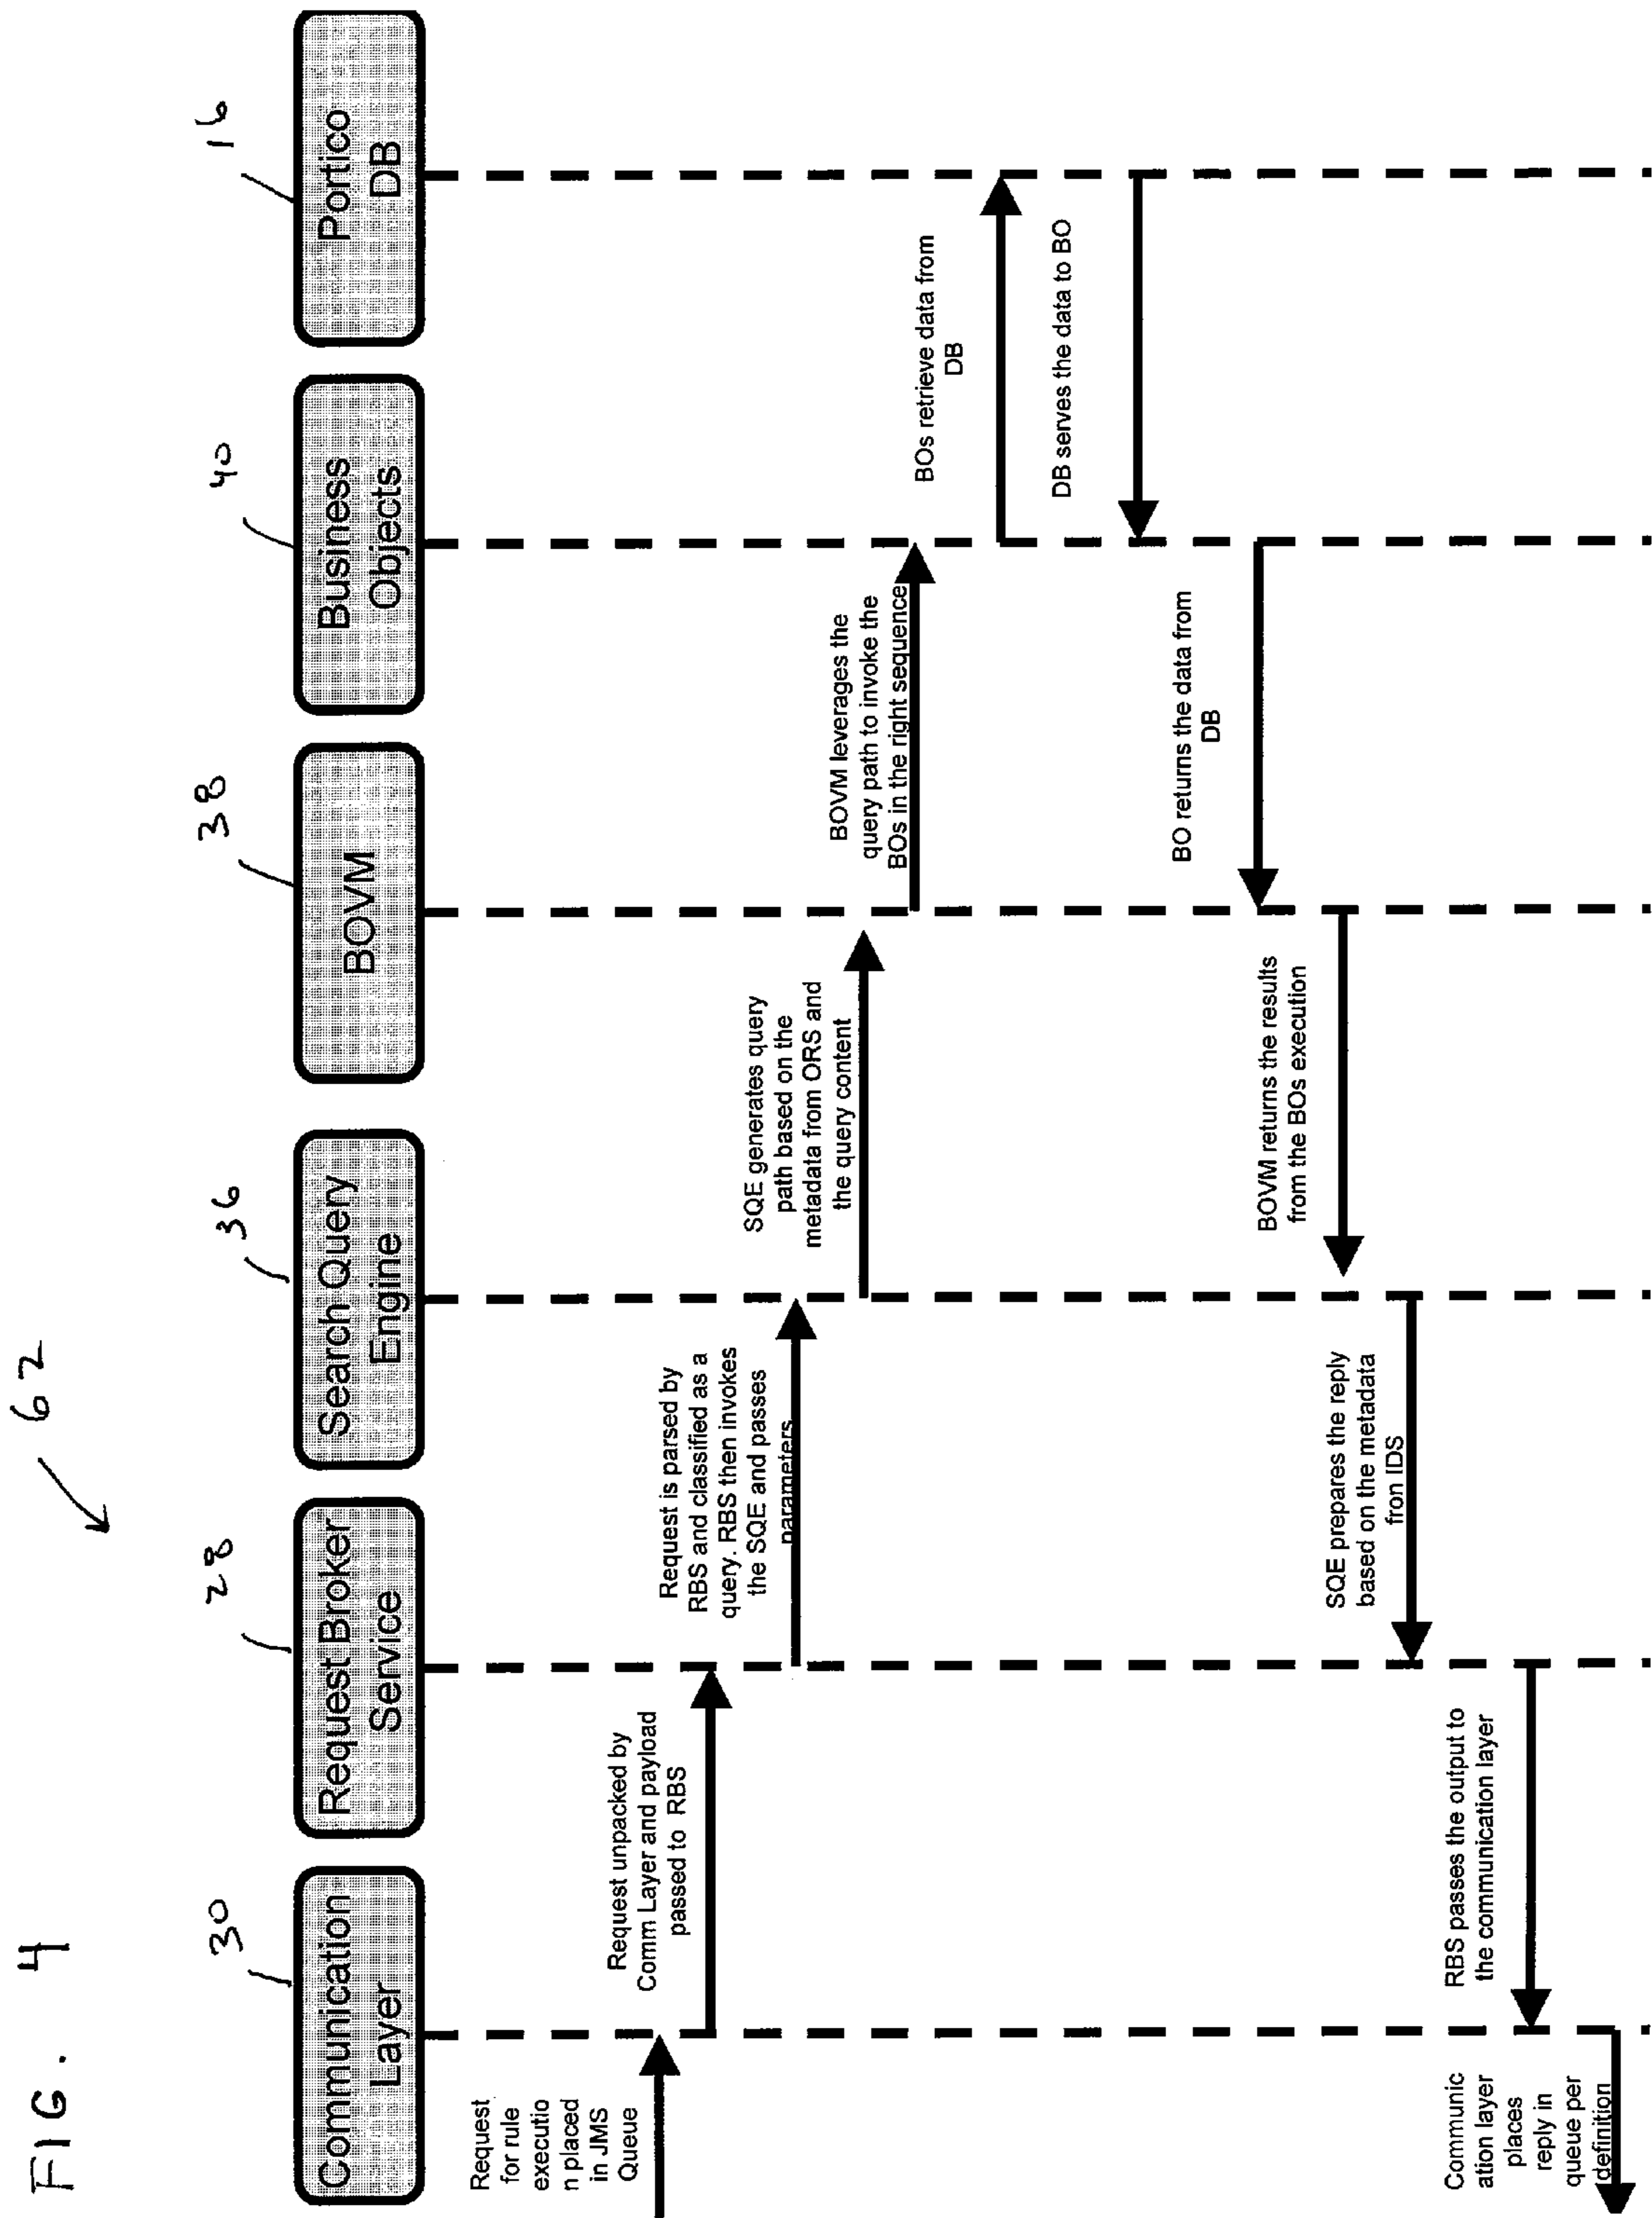 FIG. 4
62
30
28
36
38
40
16
Communication
Layer
Request Broker
Service
Search Query
Engine
BOVM
Business
Objects
Portico
DB
Request
for rule
executio
n placed
in JMS
Queue
Request unpacked by
Comm Layer and payload
passed to RBS
Request is parsed by
RBS and classified as a
query. RBS then invokes
the SQE and passes
parameters
SQE generates query
path based on the
metadata from ORS and
the query content
BOVM leverages the
query path to invoke the
BOs in the right sequence
BOs retrieve data from
DB
DB serves the data to BO
BO returns the data from
DB
BOVM returns the results
from the BOs execution
SQE prepares the reply
based on the metadata
fron IDS
RBS passes the output to
the communication layer
Communic
ation layer
places
reply in
queue per
definition